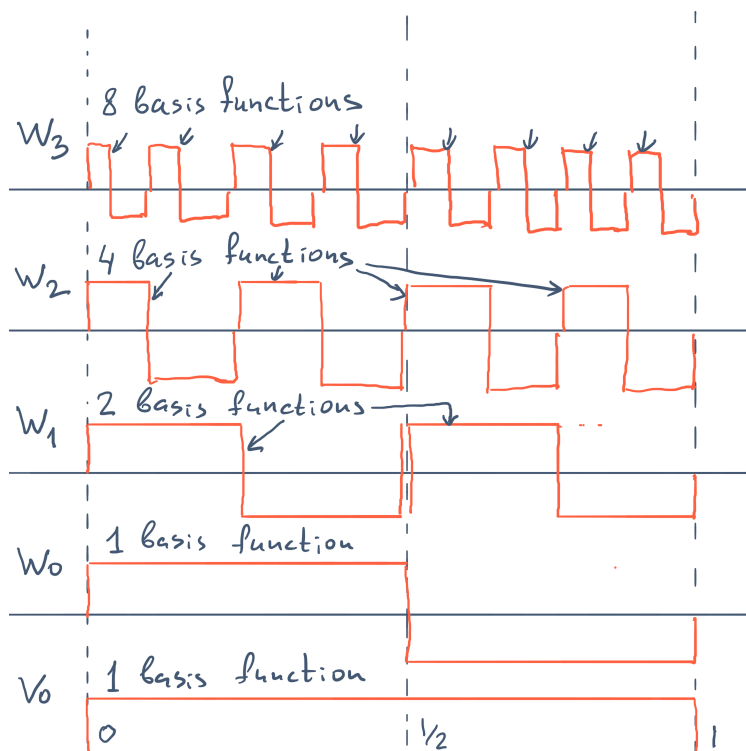 8 basis functions
W3
4 basis functions
W2
2 basis functions
W1
1 basis function
W0
1 basis function
V0
0 1/2 1